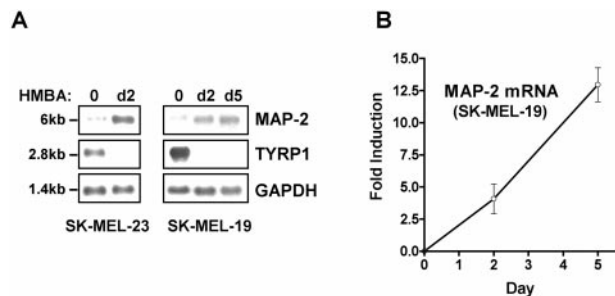 A
HMBA: 0 d2 0 d2 d5
6kb MAP-2
2.8kb TYRP1
1.4kb GAPDH
SK-MEL-23 SK-MEL-19
B
15.0
12.5
10.0
7.5
5.0
2.5
0.0
Fold Induction
MAP-2 mRNA
(SK-MEL-19)
0 1 2 3 4 5
Day